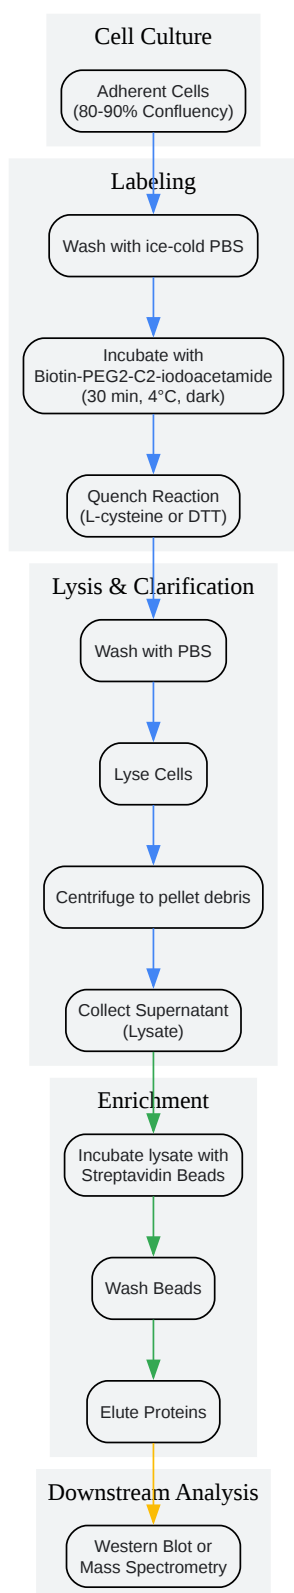 Cell Culture
Adherent Cells
(80-90% Confluency)
Labeling
Wash with ice-cold PBS
Incubate with
Biotin-PEG2-C2-iodoacetamide
(30 min, 4°C, dark)
Quench Reaction
(L-cysteine or DTT)
Lysis & Clarification
Wash with PBS
Lyse Cells
Centrifuge to pellet debris
Collect Supernatant
(Lysate)
Enrichment
Incubate lysate with
Streptavidin Beads
Wash Beads
Elute Proteins
Downstream Analysis
Western Blot or
Mass Spectrometry